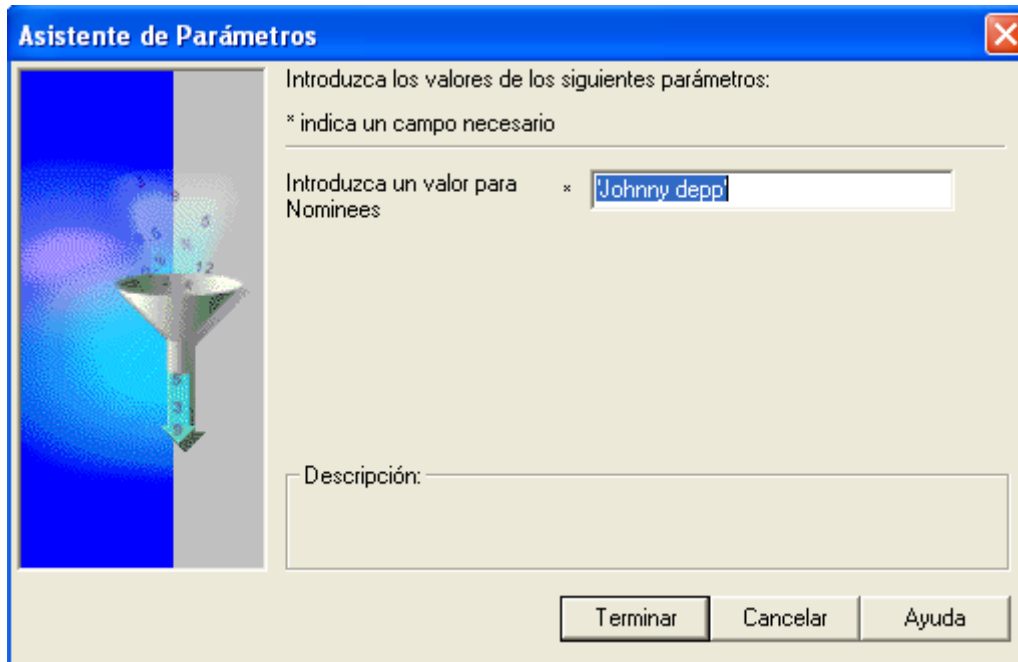 Asistente de Parámetros
Introduzca los valores de los siguientes parámetros:
* indica un campo necesario
Introduzca un valor para
Nominees
* 'Johnny depp'
Descripción:
Terminar Cancelar Ayuda